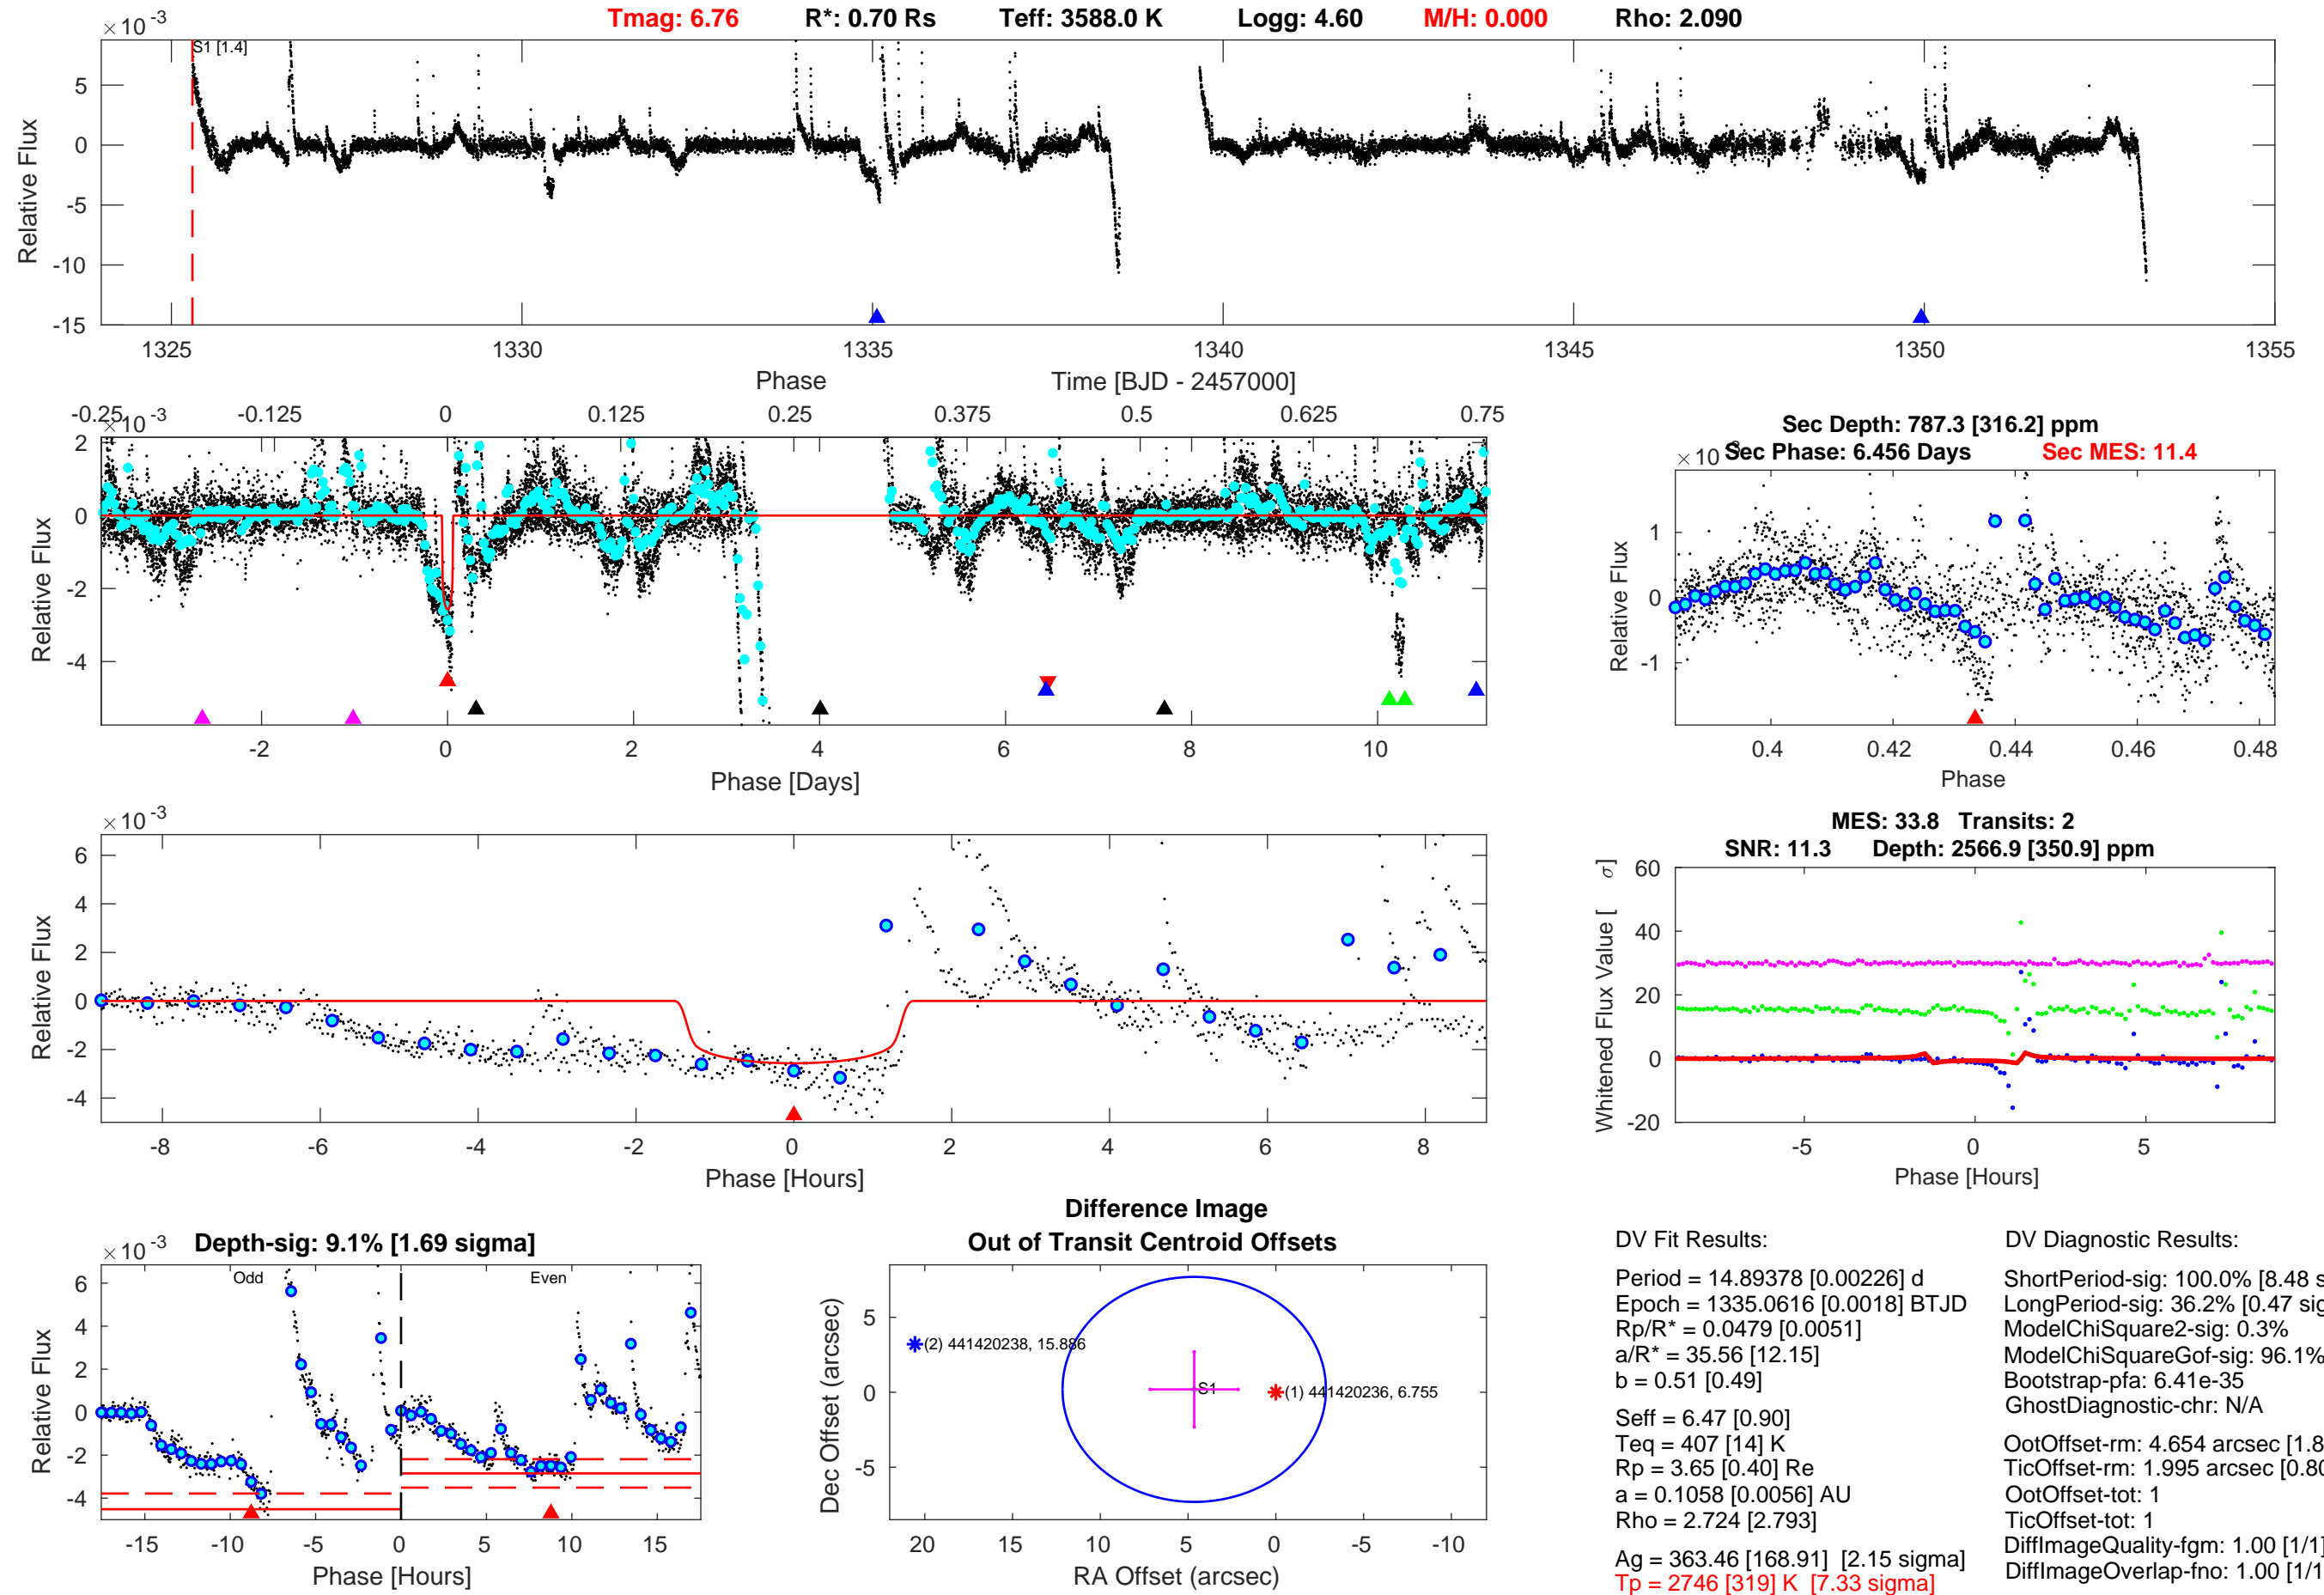 Tmag: 6.76 R*: 0.70 Rs Teff: 3588.0 K Logg: 4.60 M/H: 0.000 Rho: 2.090
×10 -3
S1 [1.4]
5
0
-5
-10
-15
Relative Flux
1325 1330 1335 1340 1345 1350 1355
Time [BJD - 2457000]
Phase
-0.25 -0.125 0 0.125 0.25 0.375 0.5 0.625 0.75
×10 -3
2
0
-2
-4
Relative Flux
-2 0 2 4 6 8 10
Phase [Days]
Sec Depth: 787.3 [316.2] ppm
Sec Phase: 6.456 Days Sec MES: 11.4
1
0
-1
Relative Flux
0.4 0.42 0.44 0.46 0.48
Phase
×10 -3
6
4
2
0
-2
-4
Relative Flux
-8 -6 -4 -2 0 2 4 6 8
Phase [Hours]
MES: 33.8 Transits: 2
SNR: 11.3 Depth: 2566.9 [350.9] ppm
60
40
20
0
-20
Whitened Flux Value [σ]
-5 0 5
Phase [Hours]
Depth-sig: 9.1% [1.69 sigma]
×10 -3
Odd Even
6
4
2
0
-2
-4
Relative Flux
-15 -10 -5 0 5 10 15
Phase [Hours]
Difference Image
Out of Transit Centroid Offsets
5
0
-5
Dec Offset (arcsec)
(2) 441420238, 15.886
S1
(1) 441420236, 6.755
20 15 10 5 0 -5 -10
RA Offset (arcsec)
DV Fit Results:
Period = 14.89378 [0.00226] d
Epoch = 1335.0616 [0.0018] BTJD
Rp/R* = 0.0479 [0.0051]
a/R* = 35.56 [12.15]
b = 0.51 [0.49]
Seff = 6.47 [0.90]
Teq = 407 [14] K
Rp = 3.65 [0.40] Re
a = 0.1058 [0.0056] AU
Rho = 2.724 [2.793]
Ag = 363.46 [168.91] [2.15 sigma]
Tp = 2746 [319] K [7.33 sigma]
DV Diagnostic Results:
ShortPeriod-sig: 100.0% [8.48 s
LongPeriod-sig: 36.2% [0.47 sig
ModelChiSquare2-sig: 0.3%
ModelChiSquareGof-sig: 96.1%
Bootstrap-pfa: 6.41e-35
GhostDiagnostic-chr: N/A
OotOffset-rm: 4.654 arcsec [1.8
TicOffset-rm: 1.995 arcsec [0.80
OotOffset-tot: 1
TicOffset-tot: 1
DiffImageQuality-fgm: 1.00 [1/1]
DiffImageOverlap-fno: 1.00 [1/1